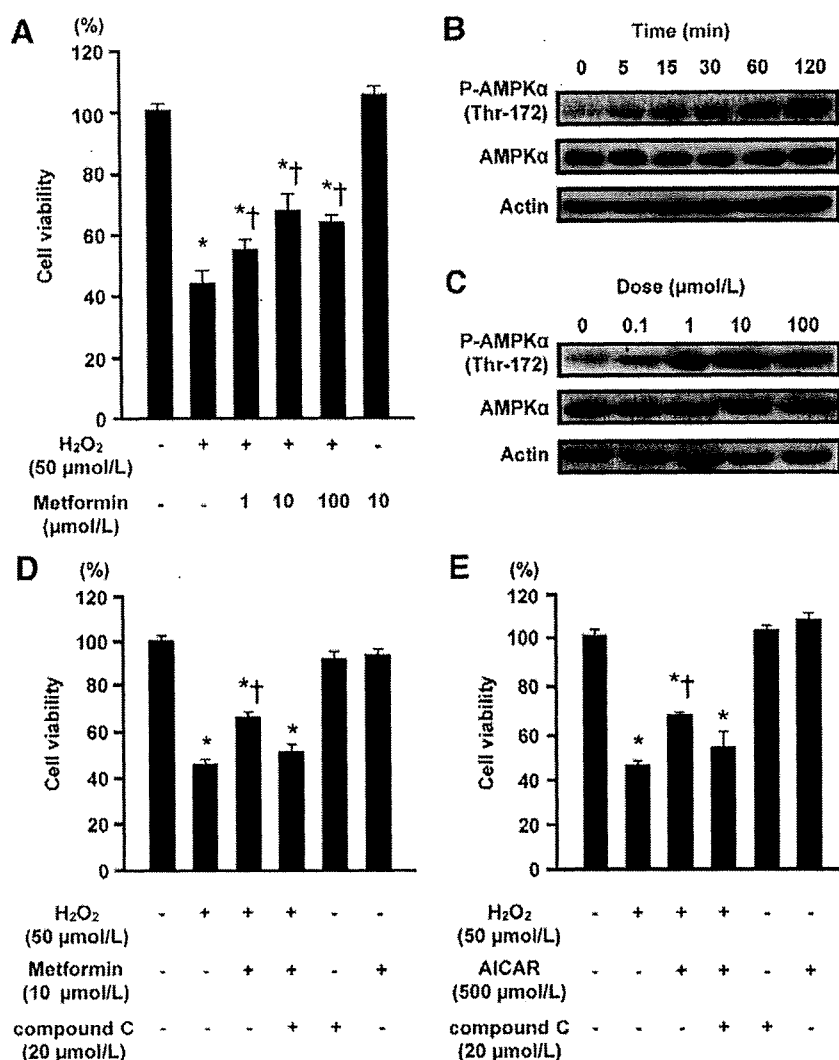 A
(%)
120
100
80
60
40
20
0
Cell viability
*
*†
*†
*†
H₂O₂ - + + + + -
(50 µmol/L)
Metformin - - 1 10 100 10
(µmol/L)
B
Time (min)
0 5 15 30 60 120
P-AMPKα
(Thr-172)
AMPKα
Actin
C
Dose (µmol/L)
0 0.1 1 10 100
P-AMPKα
(Thr-172)
AMPKα
Actin
D
(%)
120
100
80
60
40
20
0
Cell viability
*
*†
*
H₂O₂ - + + + - -
(50 µmol/L)
Metformin - - + + - +
(10 µmol/L)
compound C - - - + + -
(20 µmol/L)
E
(%)
120
100
80
60
40
20
0
Cell viability
*
*†
*
H₂O₂ - + + + - -
(50 µmol/L)
AICAR - - + + - +
(500 µmol/L)
compound C - - - + + -
(20 µmol/L)